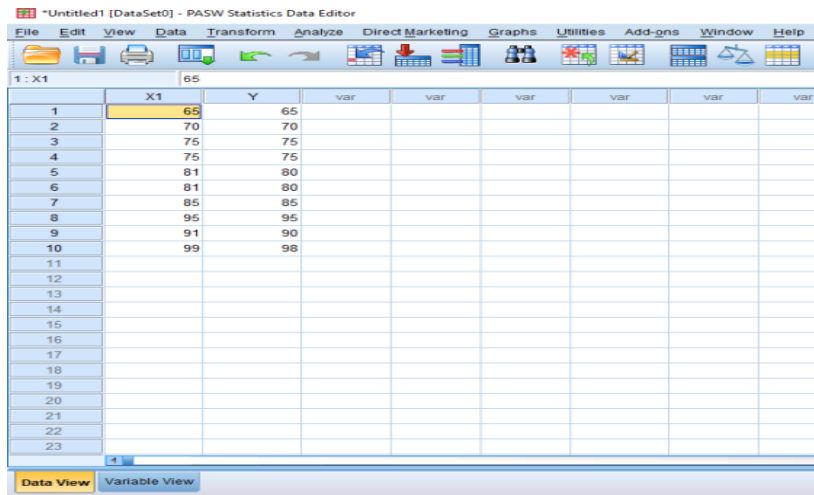 *Untitled1 [DataSet0] - PASW Statistics Data Editor
File Edit View Data Transform Analyze Direct Marketing Graphs Utilities Add-ons Window Help
1 : X1 65
X1 Y var var var var var var
1 65 65
2 70 70
3 75 75
4 75 75
5 81 80
6 81 80
7 85 85
8 95 95
9 91 90
10 99 98
11
12
13
14
15
16
17
18
19
20
21
22
23
Data View Variable View